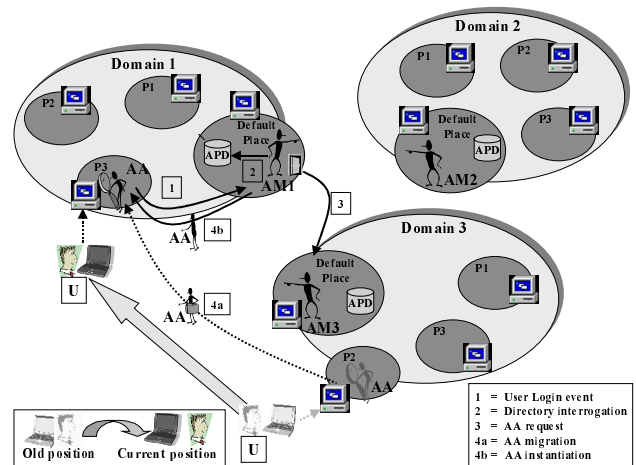 Domain 1
P2
P1
Default
Place
APD
2
AM1
P3
AA
1
4b
AA
3
U
4a
AA
Domain 2
P1
P2
P3
Default
Place
APD
AM2
Domain 3
Default
Place
APD
AM3
P1
P3
P2
AA
U
Old position
Current position
1 = User Login event
2 = Directory interrogation
3 = AA request
4a = AA migration
4b = AA instantiation